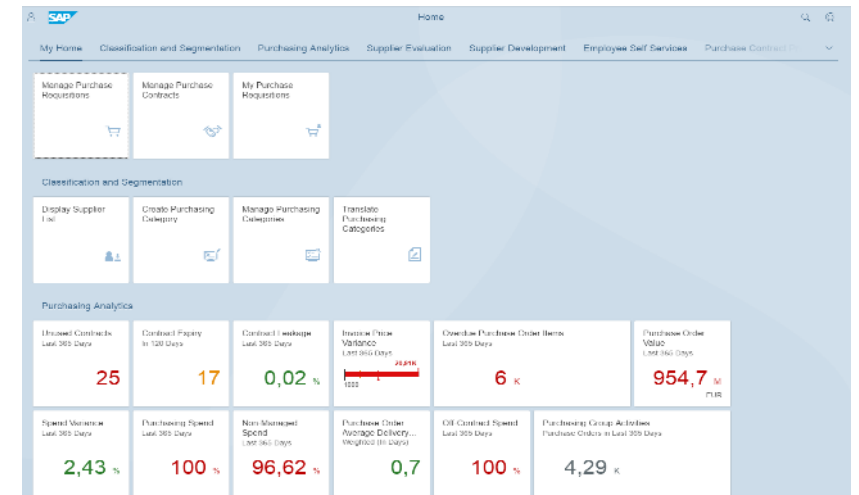 SAP
Home
My Home Classification and Segmentation Purchasing Analytics Supplier Evaluation Supplier Development Employee Self Services Purchase Contract
Manage Purchase Requisitions
Manage Purchase Contracts
My Purchase Requisitions
Classification and Segmentation
Display Supplier List
Create Purchasing Category
Manage Purchasing Categories
Translate Purchasing Categories
Purchasing Analytics
Unused Contracts
Last 365 Days
25
Contract Expiry
In 120 Days
17
Contract Leakage
Last 365 Days
0,02 %
Invoice Price Variance
Last 365 Days
1000
Overdue Purchase Order Items
Last 365 Days
6 K
Purchase Order Value
Last 365 Days
954,7 M
EUR
Spend Variance
Last 365 Days
2,43 %
Purchasing Spend
Last 365 Days
100 %
Non-Managed Spend
Last 365 Days
96,62 %
Purchase Order Average Delivery...
Weighted (In Days)
0,7
Off-Contract Spend
Last 365 Days
100 %
Purchasing Group Activities
Purchase Orders in Last 365 Days
4,29 K